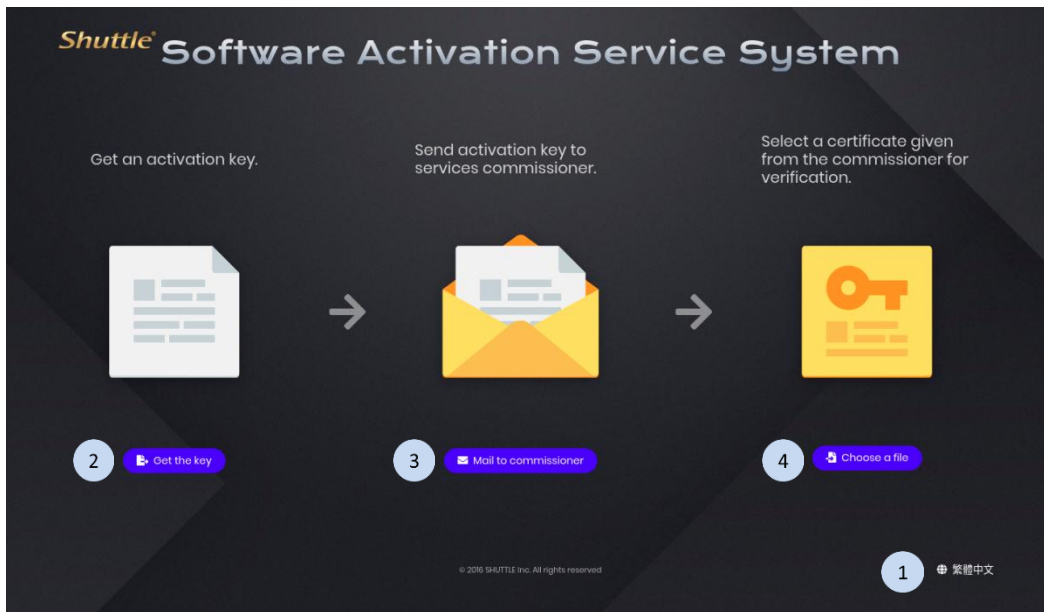 Shuttle®
Software Activation Service System
Get an activation key.
Send activation key to
services commissioner.
Select a certificate given
from the commissioner for
verification.
2
Get the key
3
Mail to commissioner
4
Choose a file
© 2016 SHUTTLE Inc. All rights reserved
1
繁體中文